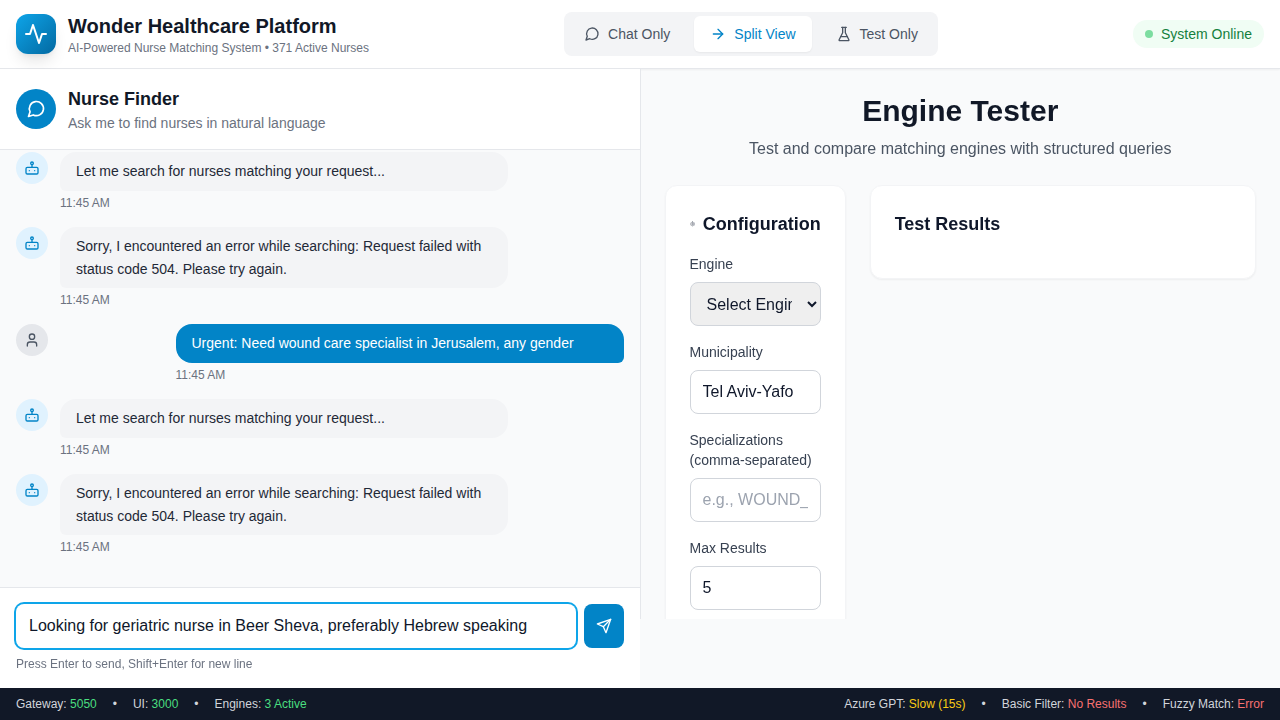 Wonder Healthcare Platform
AI-Powered Nurse Matching System • 371 Active Nurses
Chat Only
Split View
Test Only
System Online
Nurse Finder
Ask me to find nurses in natural language
Let me search for nurses matching your request...
11:45 AM
Sorry, I encountered an error while searching: Request failed with
status code 504. Please try again.
11:45 AM
Urgent: Need wound care specialist in Jerusalem, any gender
11:45 AM
Let me search for nurses matching your request...
11:45 AM
Sorry, I encountered an error while searching: Request failed with
status code 504. Please try again.
11:45 AM
Looking for geriatric nurse in Beer Sheva, preferably Hebrew speaking
Press Enter to send, Shift+Enter for new line
Engine Tester
Test and compare matching engines with structured queries
Configuration
Engine
Select Engir
Municipality
Tel Aviv-Yafo
Specializations
(comma-separated)
e.g., WOUND_
Max Results
5
Test Results
Gateway: 5050 • UI: 3000 • Engines: 3 Active
Azure GPT: Slow (15s) • Basic Filter: No Results • Fuzzy Match: Error